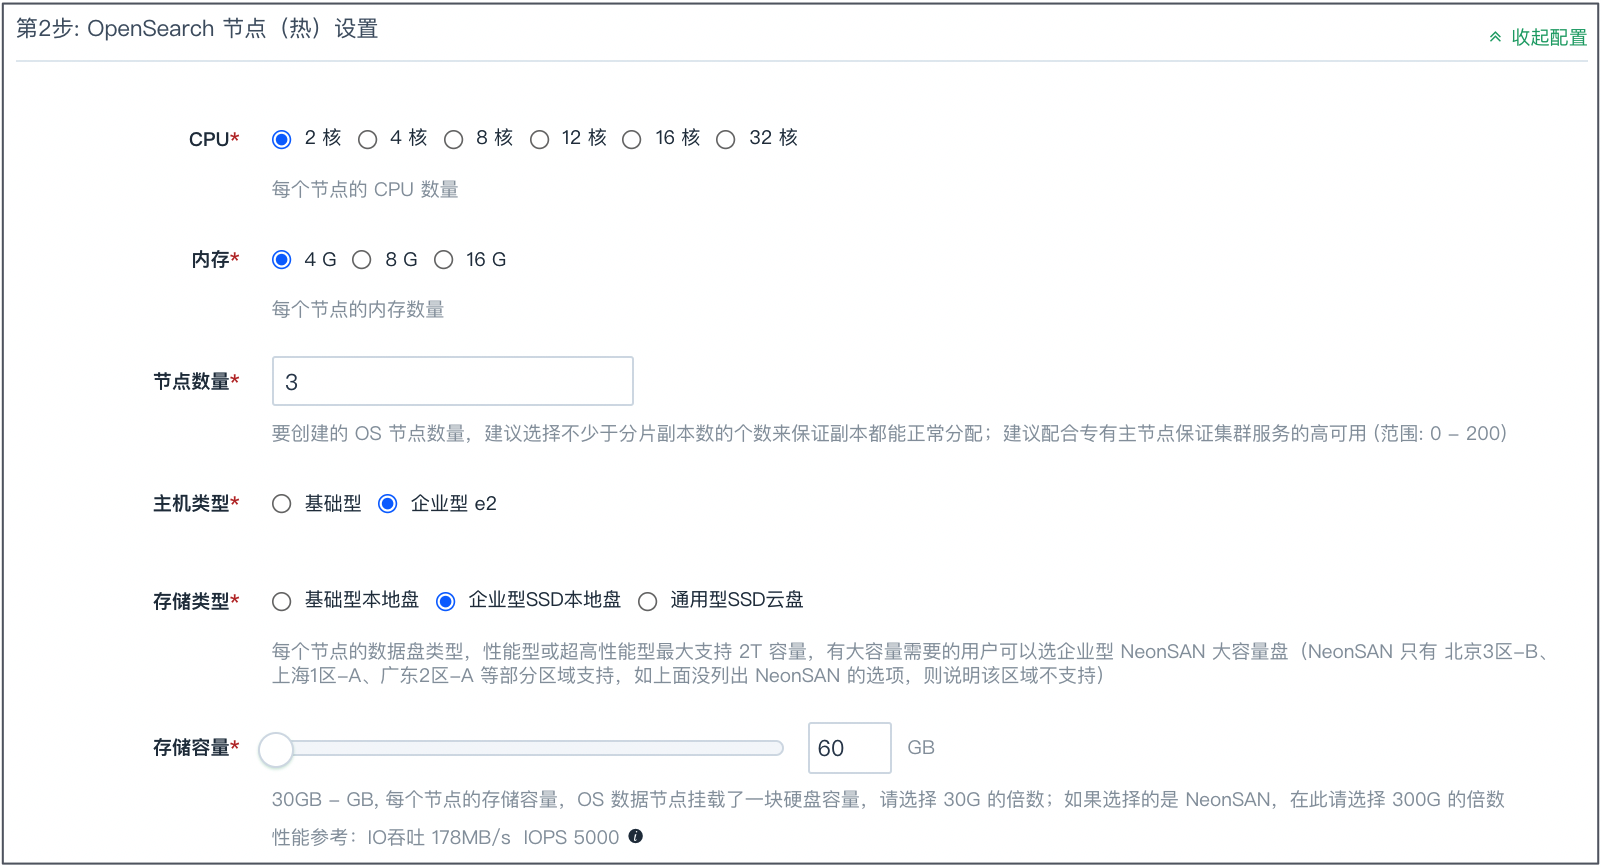 第2步: OpenSearch 节点（热）设置
收起配置
CPU* 2 核 4 核 8 核 12 核 16 核 32 核
每个节点的 CPU 数量
内存* 4 G 8 G 16 G
每个节点的内存数量
节点数量* 3
要创建的 OS 节点数量，建议选择不少于分片副本数的个数来保证副本都能正常分配；建议配合专有主节点保证集群服务的高可用 (范围: 0 – 200)
主机类型* 基础型 企业型 e2
存储类型* 基础型本地盘 企业型SSD本地盘 通用型SSD云盘
每个节点的数据盘类型，性能型或超高性能型最大支持 2T 容量，有大容量需要的用户可以选企业型 NeonSAN 大容量盘（NeonSAN 只有 北京3区-B、
上海1区-A、广东2区-A 等部分区域支持，如上面没列出 NeonSAN 的选项，则说明该区域不支持）
存储容量* 60 GB
30GB – GB, 每个节点的存储容量，OS 数据节点挂载了一块硬盘容量，请选择 30G 的倍数；如果选择的是 NeonSAN，在此请选择 300G 的倍数
性能参考：IO吞吐 178MB/s IOPS 5000